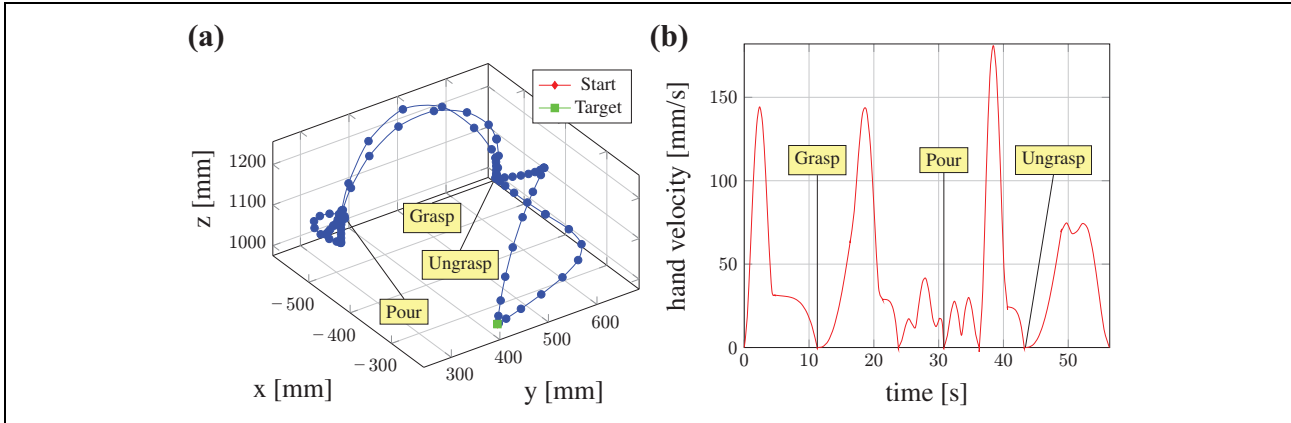 (a)
Start
Target
1200
1100
1000
z [mm]
Grasp
Ungrasp
Pour
−500
−400
−300
x [mm]
300
400
500
600
y [mm]
(b)
150
100
50
0
hand velocity [mm/s]
Grasp
Pour
Ungrasp
0
10
20
30
40
50
time [s]